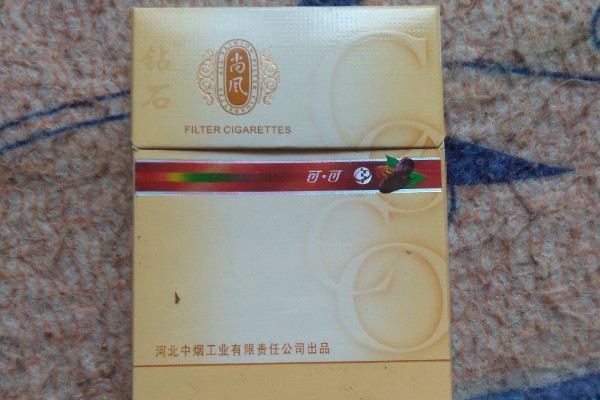 钻石
尚风
FILTER CIGARETTES
可·可
COCO
河北中烟工业有限责任公司出品